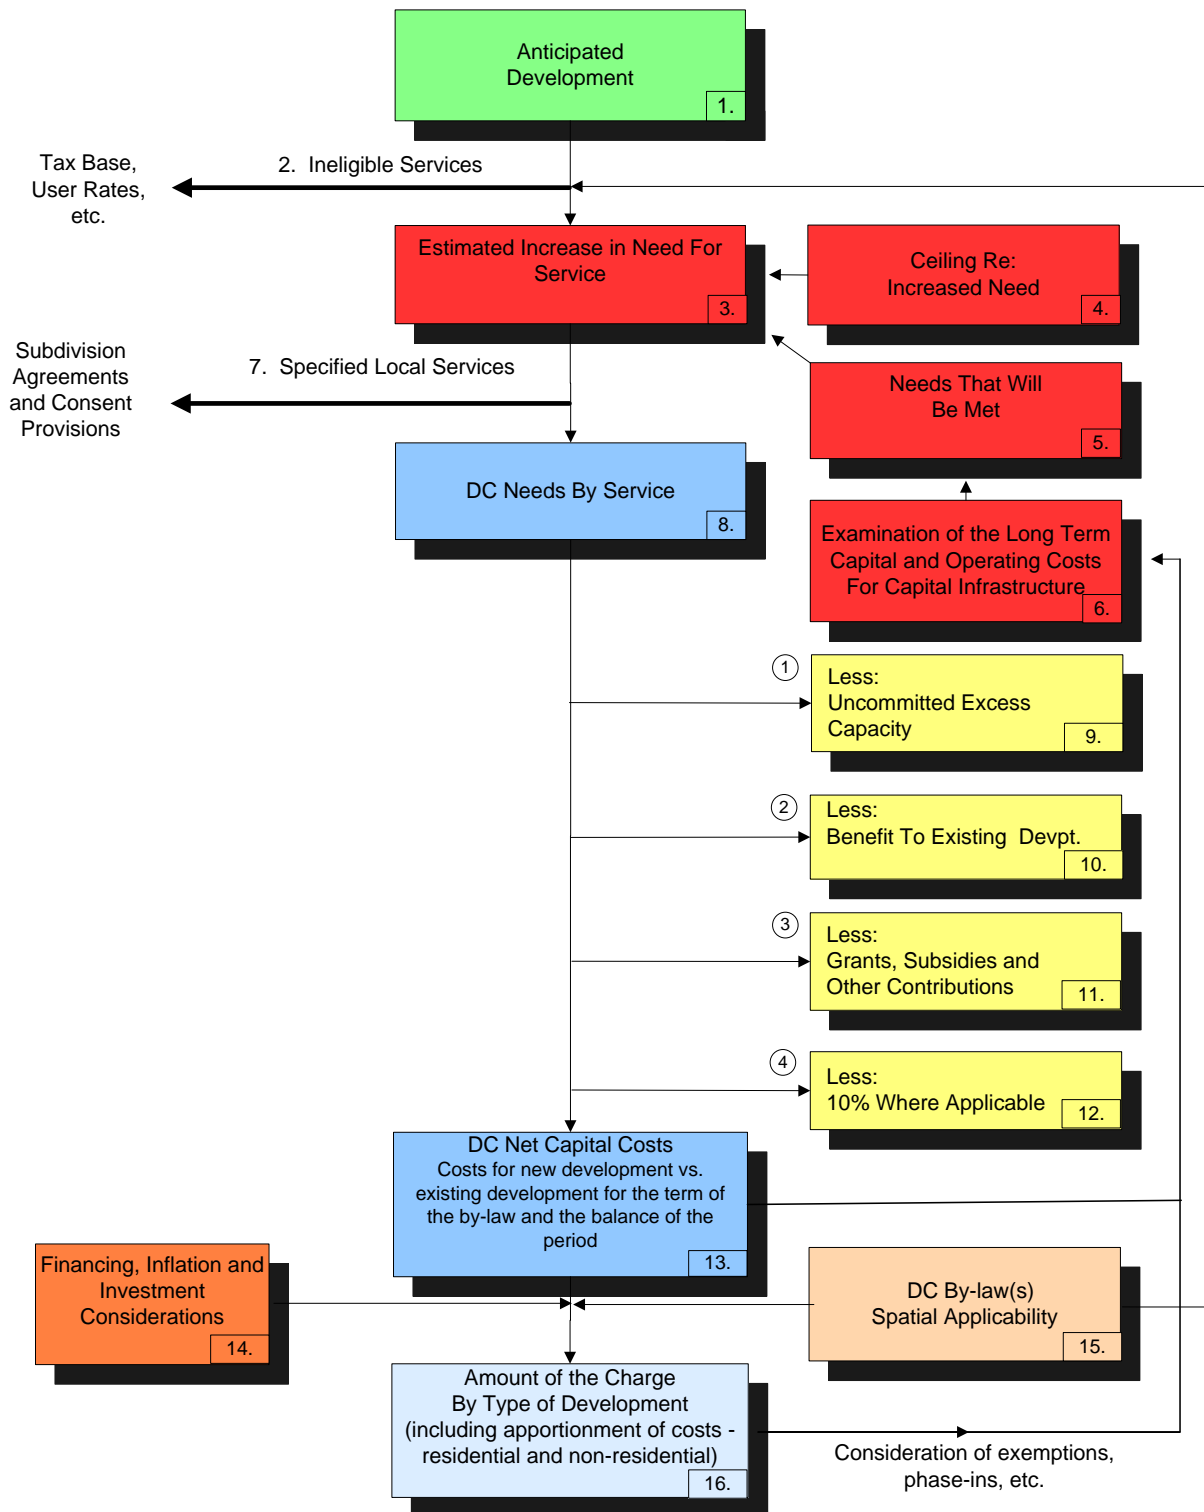 Anticipated
Development
1.
Tax Base,
User Rates,
etc.
2. Ineligible Services
Estimated Increase in Need For
Service
3.
Ceiling Re:
Increased Need
4.
Subdivision
Agreements
and Consent
Provisions
7. Specified Local Services
Needs That Will
Be Met
5.
DC Needs By Service
8.
Examination of the Long Term
Capital and Operating Costs
For Capital Infrastructure
6.
1
Less:
Uncommitted Excess
Capacity
9.
2
Less:
Benefit To Existing Devpt.
10.
3
Less:
Grants, Subsidies and
Other Contributions
11.
4
Less:
10% Where Applicable
12.
DC Net Capital Costs
Costs for new development vs.
existing development for the term of
the by-law and the balance of the
period
13.
Financing, Inflation and
Investment
Considerations
14.
DC By-law(s)
Spatial Applicability
15.
Amount of the Charge
By Type of Development
(including apportionment of costs -
residential and non-residential)
16.
Consideration of exemptions,
phase-ins, etc.